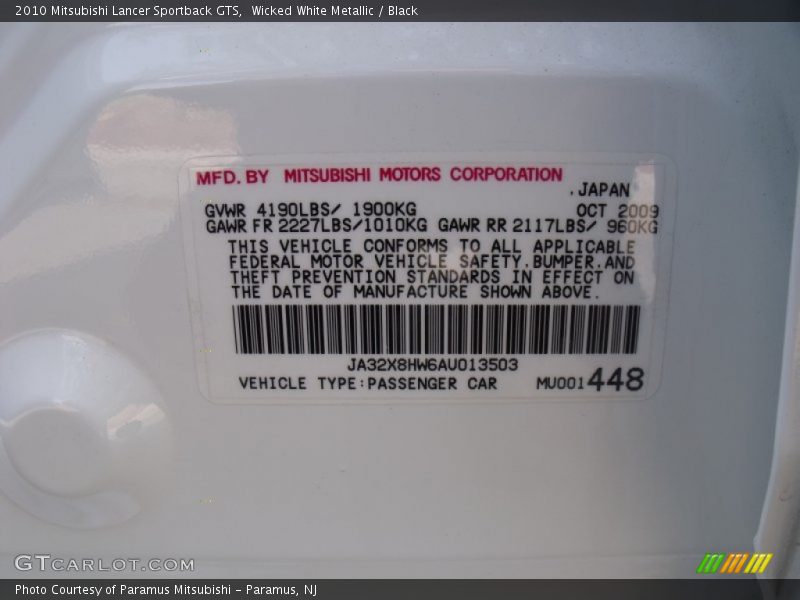 2010 Mitsubishi Lancer Sportback GTS,  Wicked White Metallic / Black
MFD. BY MITSUBISHI MOTORS CORPORATION
.JAPAN
GVWR 4190LBS/ 1900KG OCT 2009
GAWR FR 2227LBS/1010KG GAWR RR 2117LBS/ 960KG
THIS VEHICLE CONFORMS TO ALL APPLICABLE
FEDERAL MOTOR VEHICLE SAFETY.BUMPER.AND
THEFT PREVENTION STANDARDS IN EFFECT ON
THE DATE OF MANUFACTURE SHOWN ABOVE.
JA32X8HW6AU013503
VEHICLE TYPE:PASSENGER CAR MU001448
GTCARLOT.COM
Photo Courtesy of Paramus Mitsubishi - Paramus, NJ